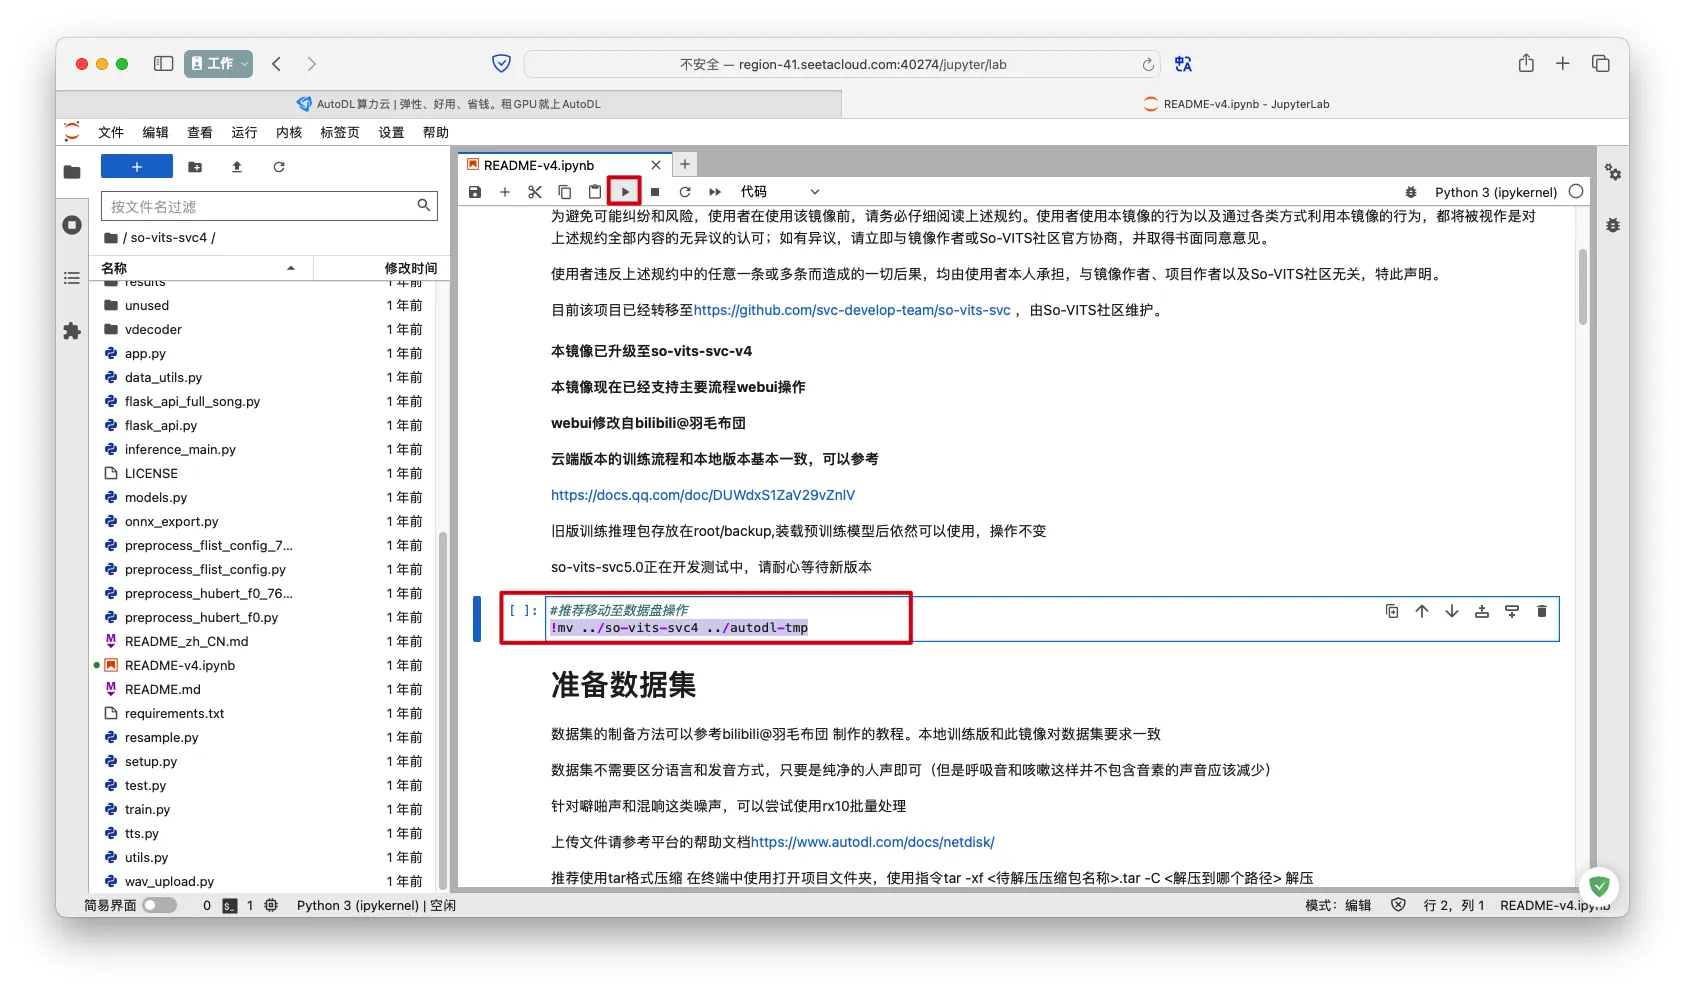 工作
不安全 — region-41.seetacloud.com:40274/jupyter/lab
AutoDL算力云 | 弹性、好用、省钱。租GPU就上AutoDL
README-v4.ipynb - JupyterLab
文件 编辑 查看 运行 内核 标签页 设置 帮助
README-v4.ipynb
代码
Python 3 (ipykernel)
按文件名过滤
/ so-vits-svc4 /
名称 修改时间
results 1 年前
unused 1 年前
vdecoder 1 年前
app.py 1 年前
data_utils.py 1 年前
flask_api_full_song.py 1 年前
flask_api.py 1 年前
inference_main.py 1 年前
LICENSE 1 年前
models.py 1 年前
onnx_export.py 1 年前
preprocess_flist_config_7... 1 年前
preprocess_flist_config.py 1 年前
preprocess_hubert_f0_76... 1 年前
preprocess_hubert_f0.py 1 年前
README_zh_CN.md 1 年前
README-v4.ipynb 1 年前
README.md 1 年前
requirements.txt 1 年前
resample.py 1 年前
setup.py 1 年前
test.py 1 年前
train.py 1 年前
tts.py 1 年前
utils.py 1 年前
wav_upload.py 1 年前
为避免可能纠纷和风险，使用者在使用该镜像前，请务必仔细阅读上述规约。使用者使用本镜像的行为以及通过各类方式利用本镜像的行为，都将被视作是对
上述规约全部内容的无异议的认可；如有异议，请立即与镜像作者或So-VITS社区官方协商，并取得书面同意意见。
使用者违反上述规约中的任意一条或多条而造成的一切后果，均由使用者本人承担，与镜像作者、项目作者以及So-VITS社区无关，特此声明。
目前该项目已经转移至https://github.com/svc-develop-team/so-vits-svc ，由So-VITS社区维护。
本镜像已升级至so-vits-svc-v4
本镜像现在已经支持主要流程webui操作
webui修改自bilibili@羽毛布団
云端版本的训练流程和本地版本基本一致，可以参考
https://docs.qq.com/doc/DUWdxS1ZaV29vZnlV
旧版训练推理包存放在root/backup,装载预训练模型后依然可以使用，操作不变
so-vits-svc5.0正在开发测试中，请耐心等待新版本
[ ]: #推荐移动至数据盘操作
!mv ../so-vits-svc4 ../autodl-tmp
准备数据集
数据集的制备方法可以参考bilibili@羽毛布団 制作的教程。本地训练版和此镜像对数据集要求一致
数据集不需要区分语言和发音方式，只要是纯净的人声即可（但是呼吸音和咳嗽这样并不包含音素的声音应该减少）
针对噼啪声和混响这类噪声，可以尝试使用rx10批量处理
上传文件请参考平台的帮助文档https://www.autodl.com/docs/netdisk/
推荐使用tar格式压缩 在终端中使用打开项目文件夹，使用指令tar -xf <待解压压缩包名称>.tar -C <解压到哪个路径> 解压
简易界面 0 1 Python 3 (ipykernel) | 空闲
模式：编辑 行 2，列 1 README-v4.ipynb